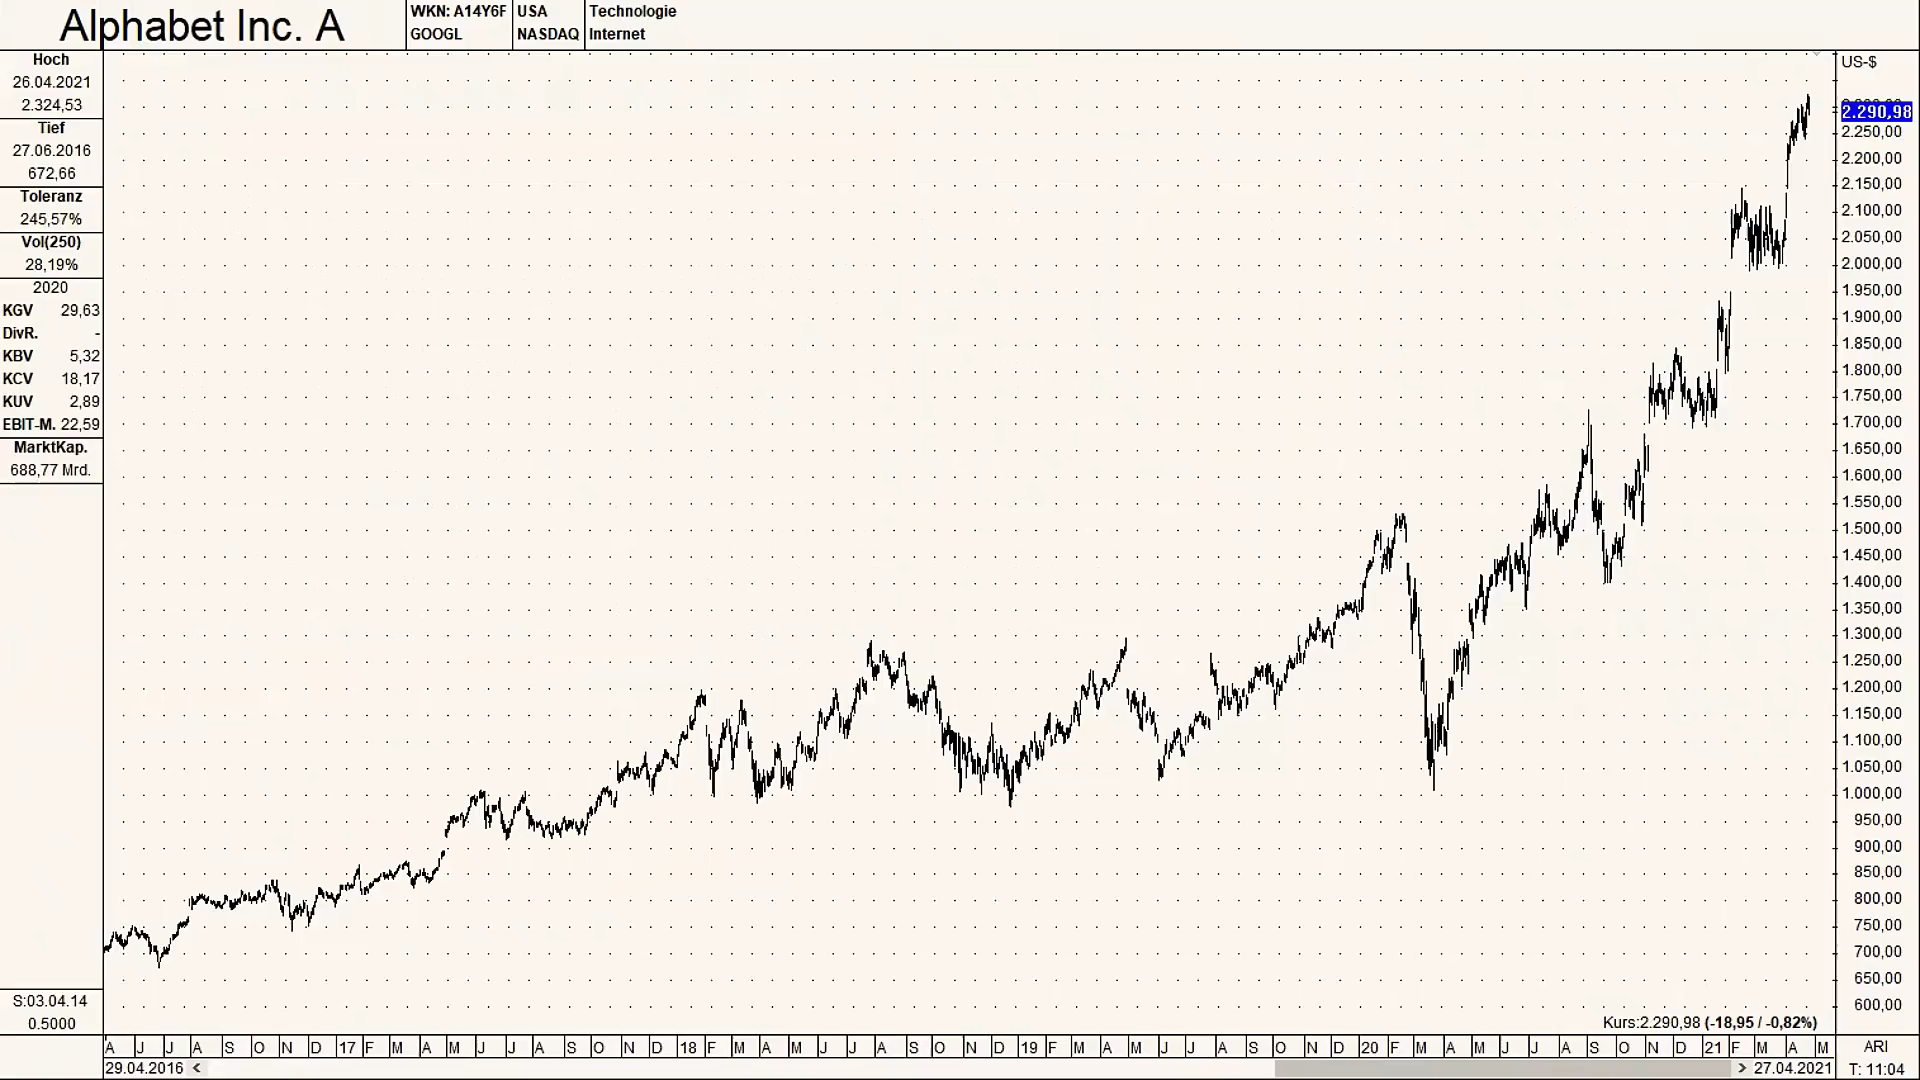 Alphabet Inc. A
WKN: A14Y6F
GOOGL
USA
NASDAQ
Technologie
Internet
Hoch
26.04.2021
2.324,53
Tief
27.06.2016
672,66
Toleranz
245,57%
Vol(250)
28,19%
2020
KGV 29,63
DivR. -
KBV 5,32
KCV 18,17
KUV 2,89
EBIT-M. 22,59
MarktKap.
688,77 Mrd.
S:03.04.14
0.5000
US-$
2.290,98
2.250,00
2.200,00
2.150,00
2.100,00
2.050,00
2.000,00
1.950,00
1.900,00
1.850,00
1.800,00
1.750,00
1.700,00
1.650,00
1.600,00
1.550,00
1.500,00
1.450,00
1.400,00
1.350,00
1.300,00
1.250,00
1.200,00
1.150,00
1.100,00
1.050,00
1.000,00
950,00
900,00
850,00
800,00
750,00
700,00
650,00
600,00
Kurs:2.290,98 (-18,95 / -0,82%)
A J J A S O N D 17 F M A M J J A S O N D 18 F M A M J J A S O N D 19 F M A M J J A S O N D 20 F M A M J J A S O N D 21 F M A M
ARI
29.04.2016 < > 27.04.2021
T: 11:04